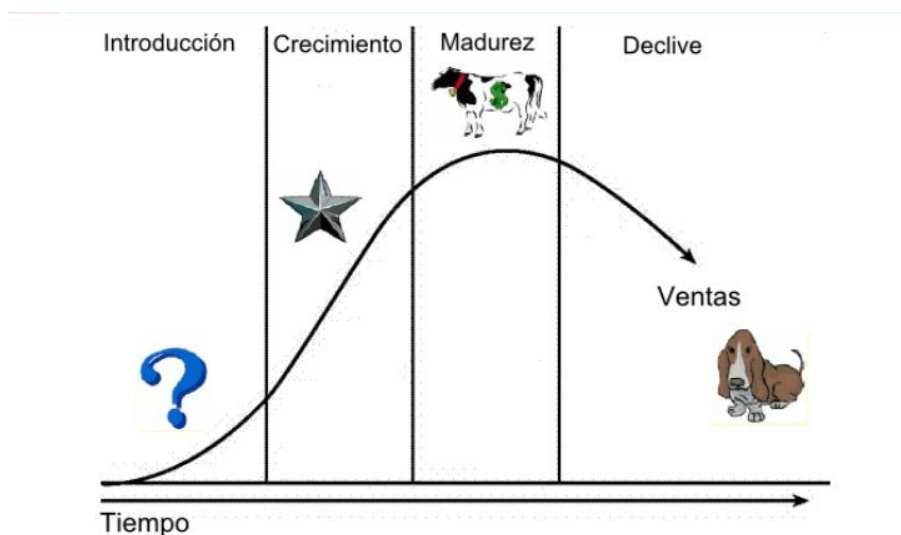 Introducción
Crecimiento
Madurez
Declive
$
Ventas
Tiempo